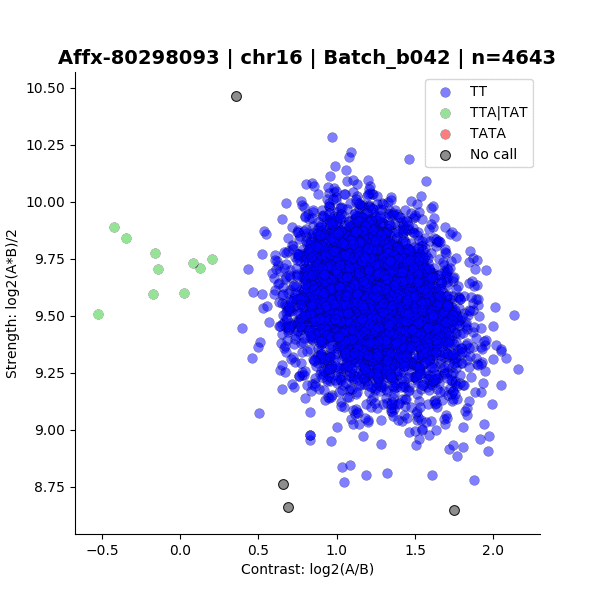 Affx-80298093 | chr16 | Batch_b042 | n=4643
TT
TTA|TAT
TATA
No call
Strength: log2(A*B)/2
10.50
10.25
10.00
9.75
9.50
9.25
9.00
8.75
−0.5
0.0
0.5
1.0
1.5
2.0
Contrast: log2(A/B)